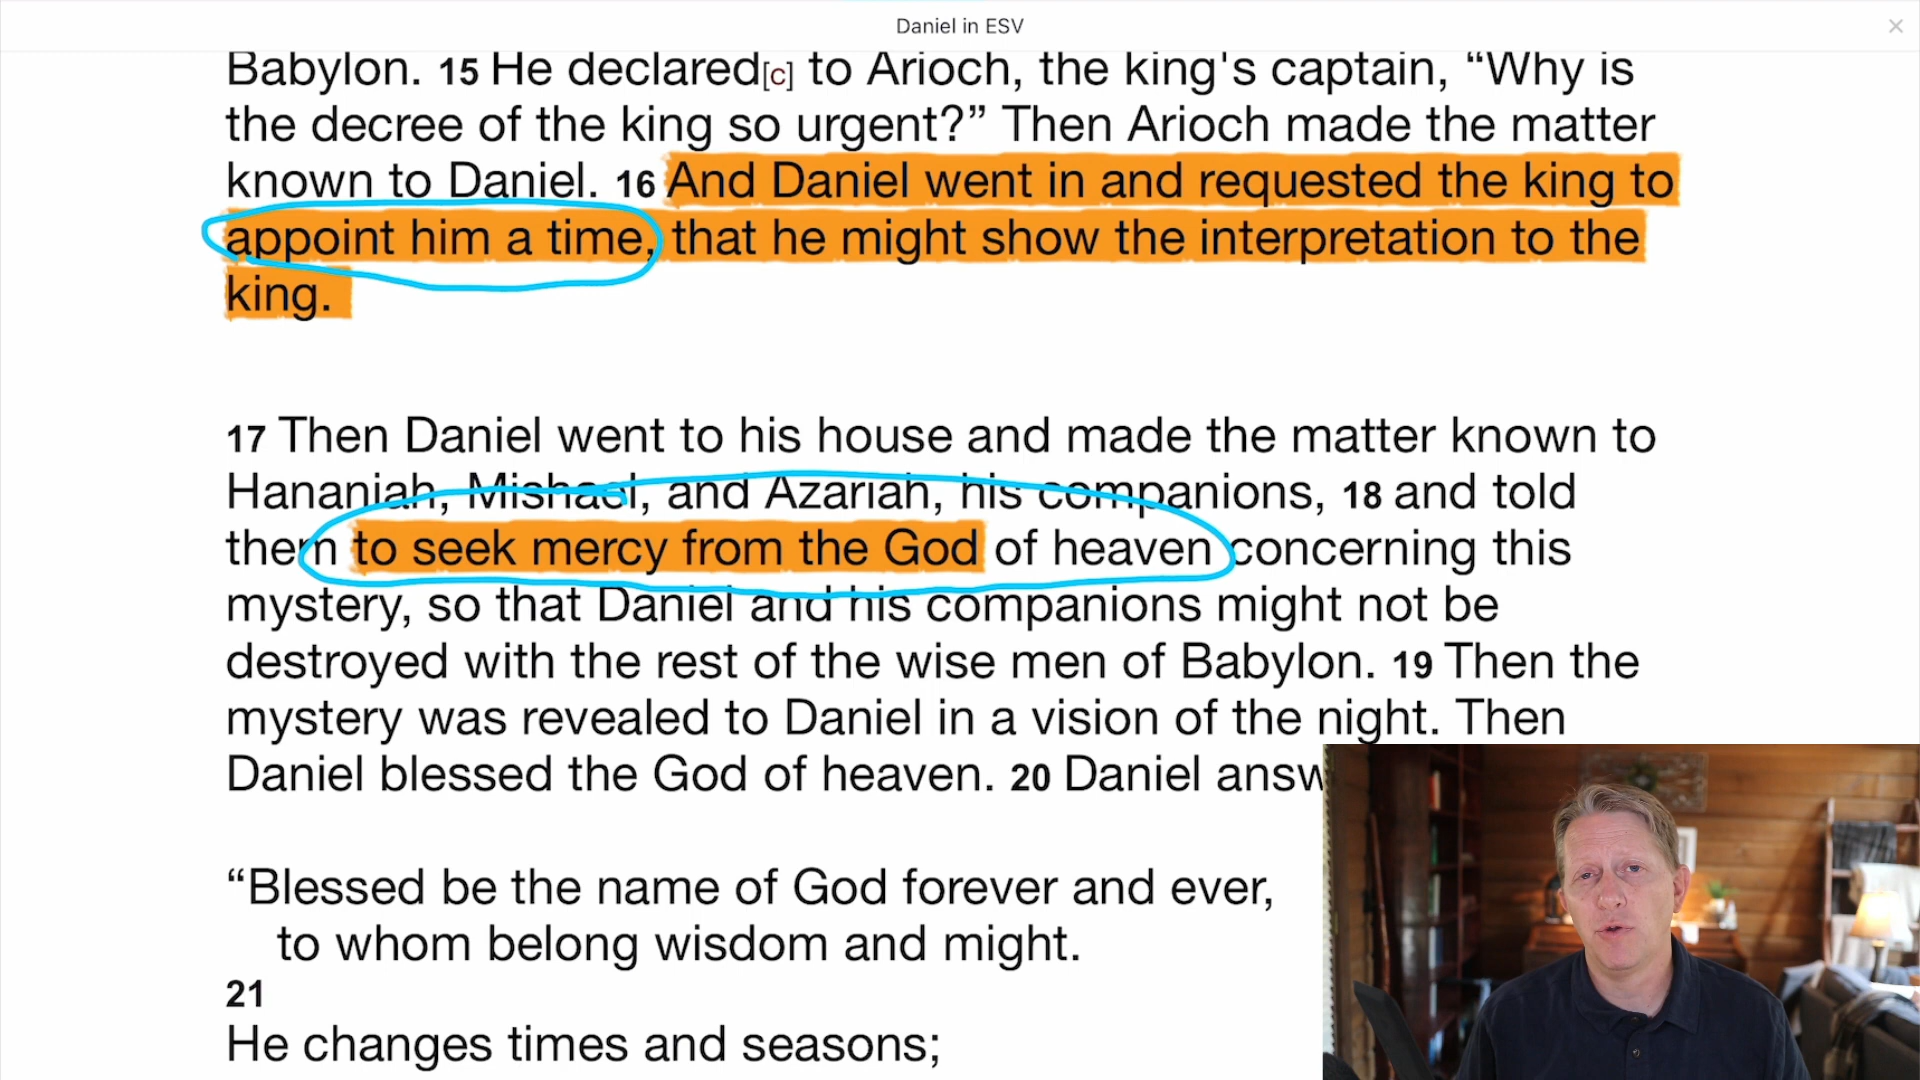 Daniel in ESV
Babylon. 15 He declared[c] to Arioch, the king's captain, “Why is
the decree of the king so urgent?” Then Arioch made the matter
known to Daniel. 16 And Daniel went in and requested the king to
appoint him a time, that he might show the interpretation to the
king.
17 Then Daniel went to his house and made the matter known to
Hananiah, Mishael, and Azariah, his companions, 18 and told
them to seek mercy from the God of heaven concerning this
mystery, so that Daniel and his companions might not be
destroyed with the rest of the wise men of Babylon. 19 Then the
mystery was revealed to Daniel in a vision of the night. Then
Daniel blessed the God of heaven. 20 Daniel answ
“Blessed be the name of God forever and ever,
to whom belong wisdom and might.
21
He changes times and seasons;